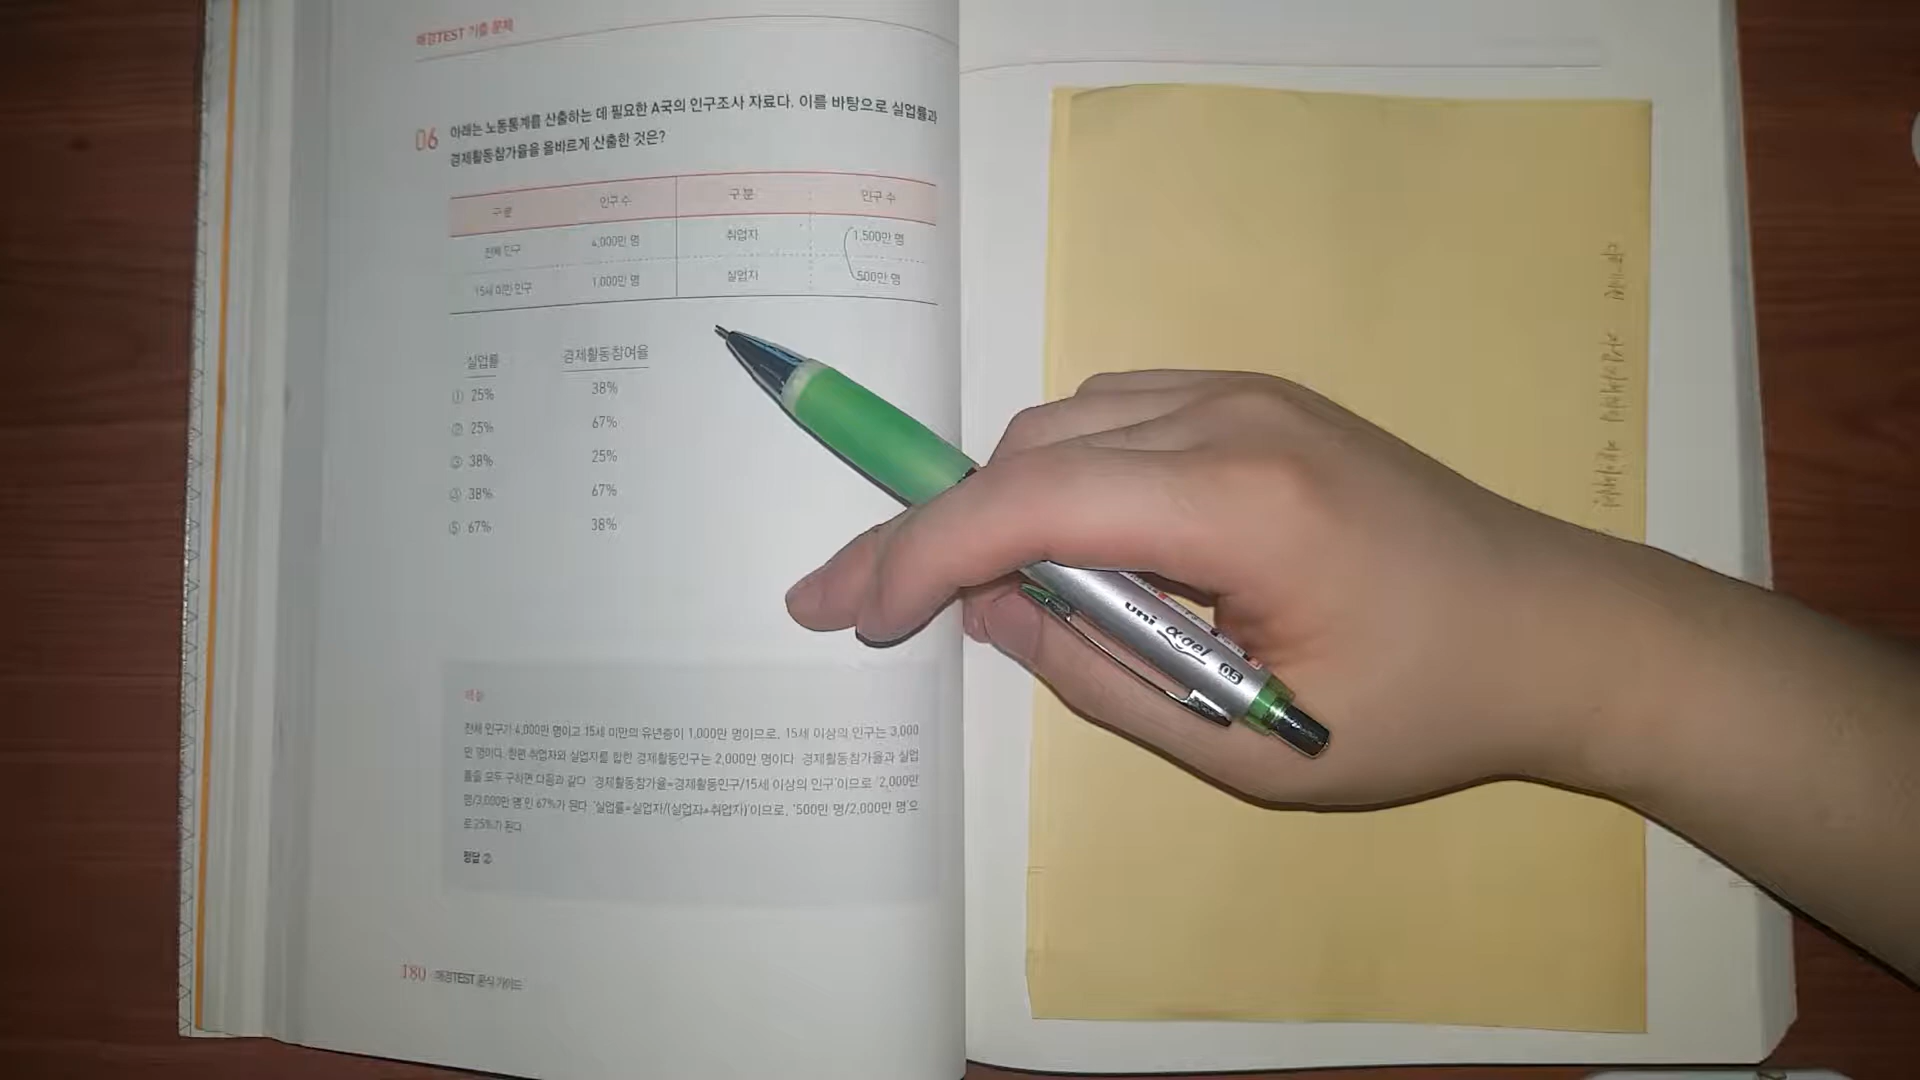 매경TEST 기출 문제
06 아래는 노동통계를 산출하는 데 필요한 A국의 인구조사 자료다. 이를 바탕으로 실업률과
경제활동참가율을 올바르게 산출한 것은?
구 분 인구 수 구 분 인구 수
전체 인구 4,000만 명 취업자 1,500만 명
15세 미만 인구 1,000만 명 실업자 500만 명
실업률 경제활동참여율
① 25% 38%
② 25% 67%
③ 38% 25%
④ 38% 67%
⑤ 67% 38%
해설
전체 인구가 4,000만 명이고 15세 미만의 유년층이 1,000만 명이므로, 15세 이상의 인구는 3,000
만 명이다. 한편 취업자와 실업자를 합한 경제활동인구는 2,000만 명이다. 경제활동참가율과 실업
률을 모두 구하면 다음과 같다. '경제활동참가율=경제활동인구/15세 이상의 인구'이므로 '2,000만
명/3,000만 명'인 67%가 된다. '실업률=실업자/(실업자+취업자)'이므로, '500만 명/2,000만 명'으
로 25%가 된다.
정답 ②
180 매경TEST 공식 가이드
uni α·gel 0.5